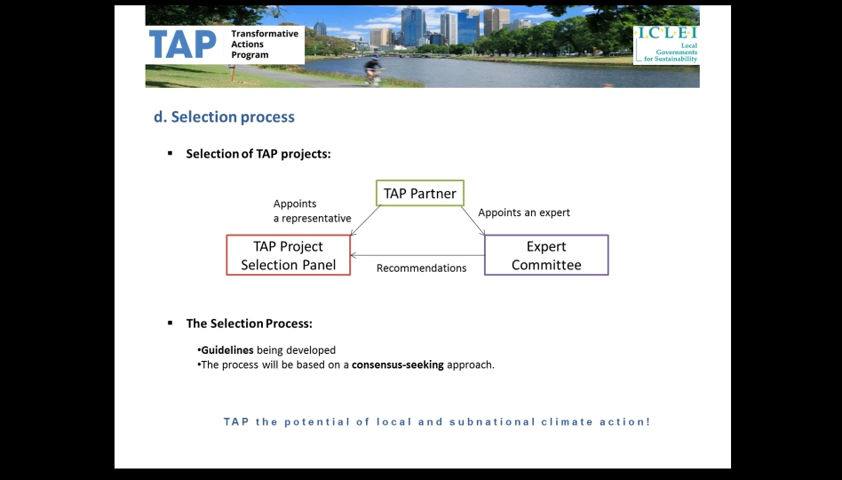 TAP
Transformative
Actions
Program
I.C.L.E.I
Local
Governments
for Sustainability
d. Selection process
▪ Selection of TAP projects:
TAP Partner
Appoints
a representative
Appoints an expert
TAP Project
Selection Panel
Expert
Committee
Recommendations
▪ The Selection Process:
•Guidelines being developed
•The process will be based on a consensus-seeking approach.
TAP the potential of local and subnational climate action!